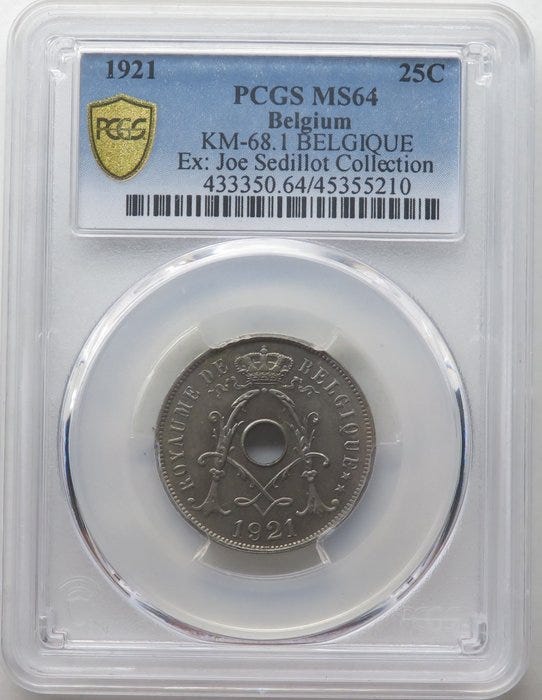 1921 25C
PCGS MS64
Belgium
KM-68.1 BELGIQUE
Ex: Joe Sedillot Collection
433350.64/45355210
PCGS
ROYAUME DE BELGIQUE
1921
PCGS